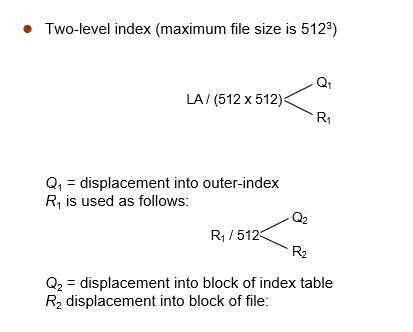 • Two-level index (maximum file size is 512³)
Q₁
LA / (512 x 512)
R₁
Q₁ = displacement into outer-index
R₁ is used as follows:
Q₂
R₁ / 512
R₂
Q₂ = displacement into block of index table
R₂ displacement into block of file: